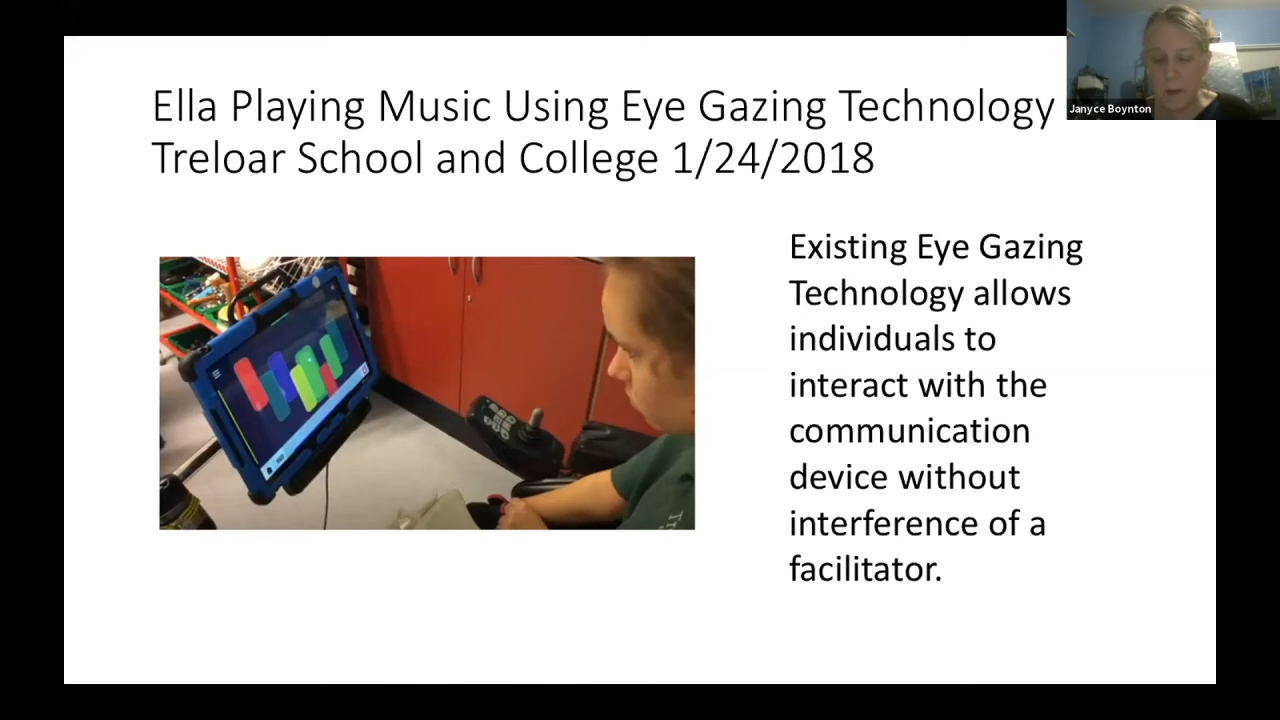 Ella Playing Music Using Eye Gazing Technology
Treloar School and College 1/24/2018
Janyce Boynton
Existing Eye Gazing
Technology allows
individuals to
interact with the
communication
device without
interference of a
facilitator.